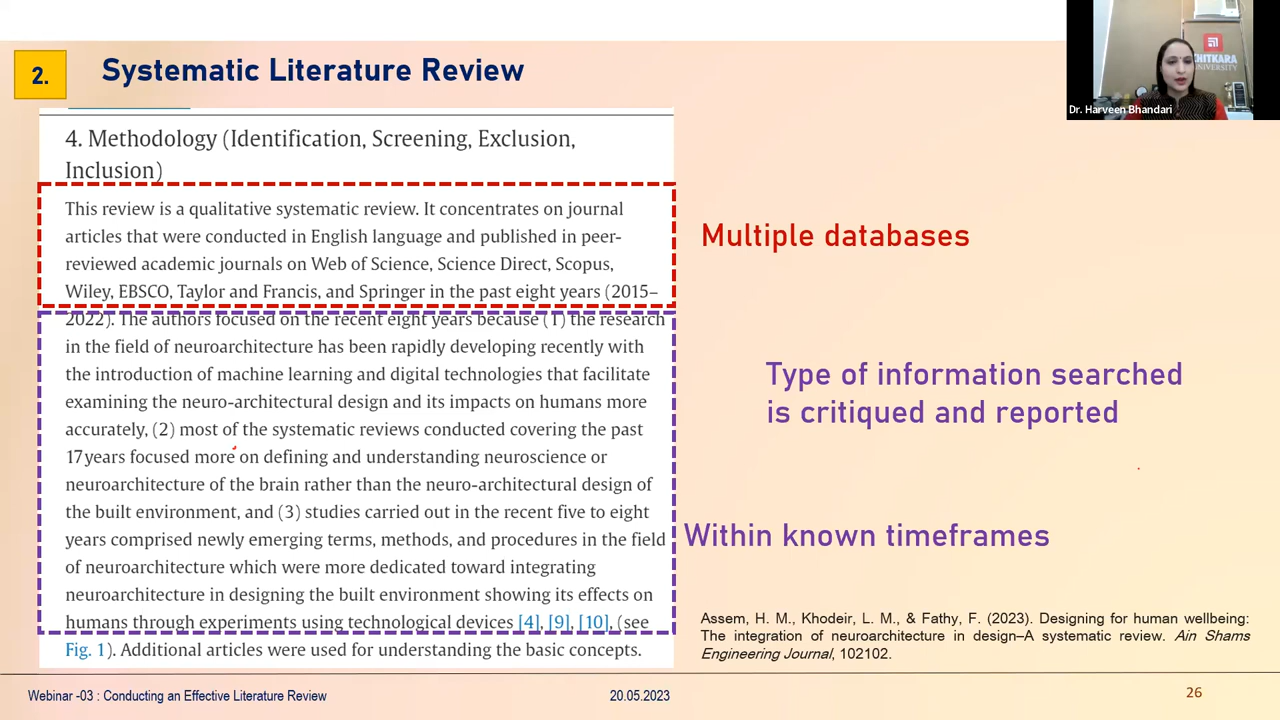 2.
Systematic Literature Review
CHITKARA
UNIVERSITY
Dr. Harveen Bhandari
4. Methodology (Identification, Screening, Exclusion,
Inclusion)
This review is a qualitative systematic review. It concentrates on journal
articles that were conducted in English language and published in peer-
reviewed academic journals on Web of Science, Science Direct, Scopus,
Wiley, EBSCO, Taylor and Francis, and Springer in the past eight years (2015–
2022). The authors focused on the recent eight years because (1) the research
in the field of neuroarchitecture has been rapidly developing recently with
the introduction of machine learning and digital technologies that facilitate
examining the neuro-architectural design and its impacts on humans more
accurately, (2) most of the systematic reviews conducted covering the past
17years focused more on defining and understanding neuroscience or
neuroarchitecture of the brain rather than the neuro-architectural design of
the built environment, and (3) studies carried out in the recent five to eight
years comprised newly emerging terms, methods, and procedures in the field
of neuroarchitecture which were more dedicated toward integrating
neuroarchitecture in designing the built environment showing its effects on
humans through experiments using technological devices [4], [9], [10], (see
Fig. 1). Additional articles were used for understanding the basic concepts.
Multiple databases
Type of information searched
is critiqued and reported
Within known timeframes
Assem, H. M., Khodeir, L. M., & Fathy, F. (2023). Designing for human wellbeing:
The integration of neuroarchitecture in design–A systematic review. Ain Shams
Engineering Journal, 102102.
Webinar -03 : Conducting an Effective Literature Review
20.05.2023
26